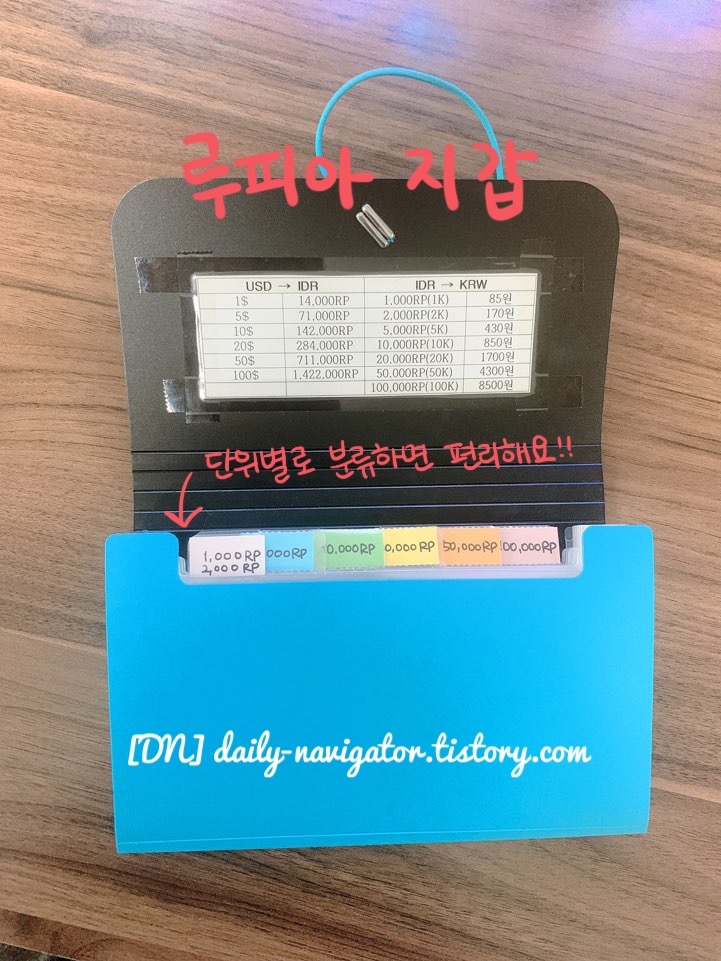 루피아 지갑
USD → IDR IDR → KRW
1$ 14,000RP 1,000RP(1K) 85원
5$ 71,000RP 2,000RP(2K) 170원
10$ 142,000RP 5,000RP(5K) 430원
20$ 284,000RP 10,000RP(10K) 850원
50$ 711,000RP 20,000RP(20K) 1700원
100$ 1,422,000RP 50,000RP(50K) 4300원
100,000RP(100K) 8500원
단위별로 분류하면 편리해요!!
1,000RP 000RP 10,000RP 0,000RP 50,000RP 00,000RP
2,000RP
[DN] daily-navigator.tistory.com